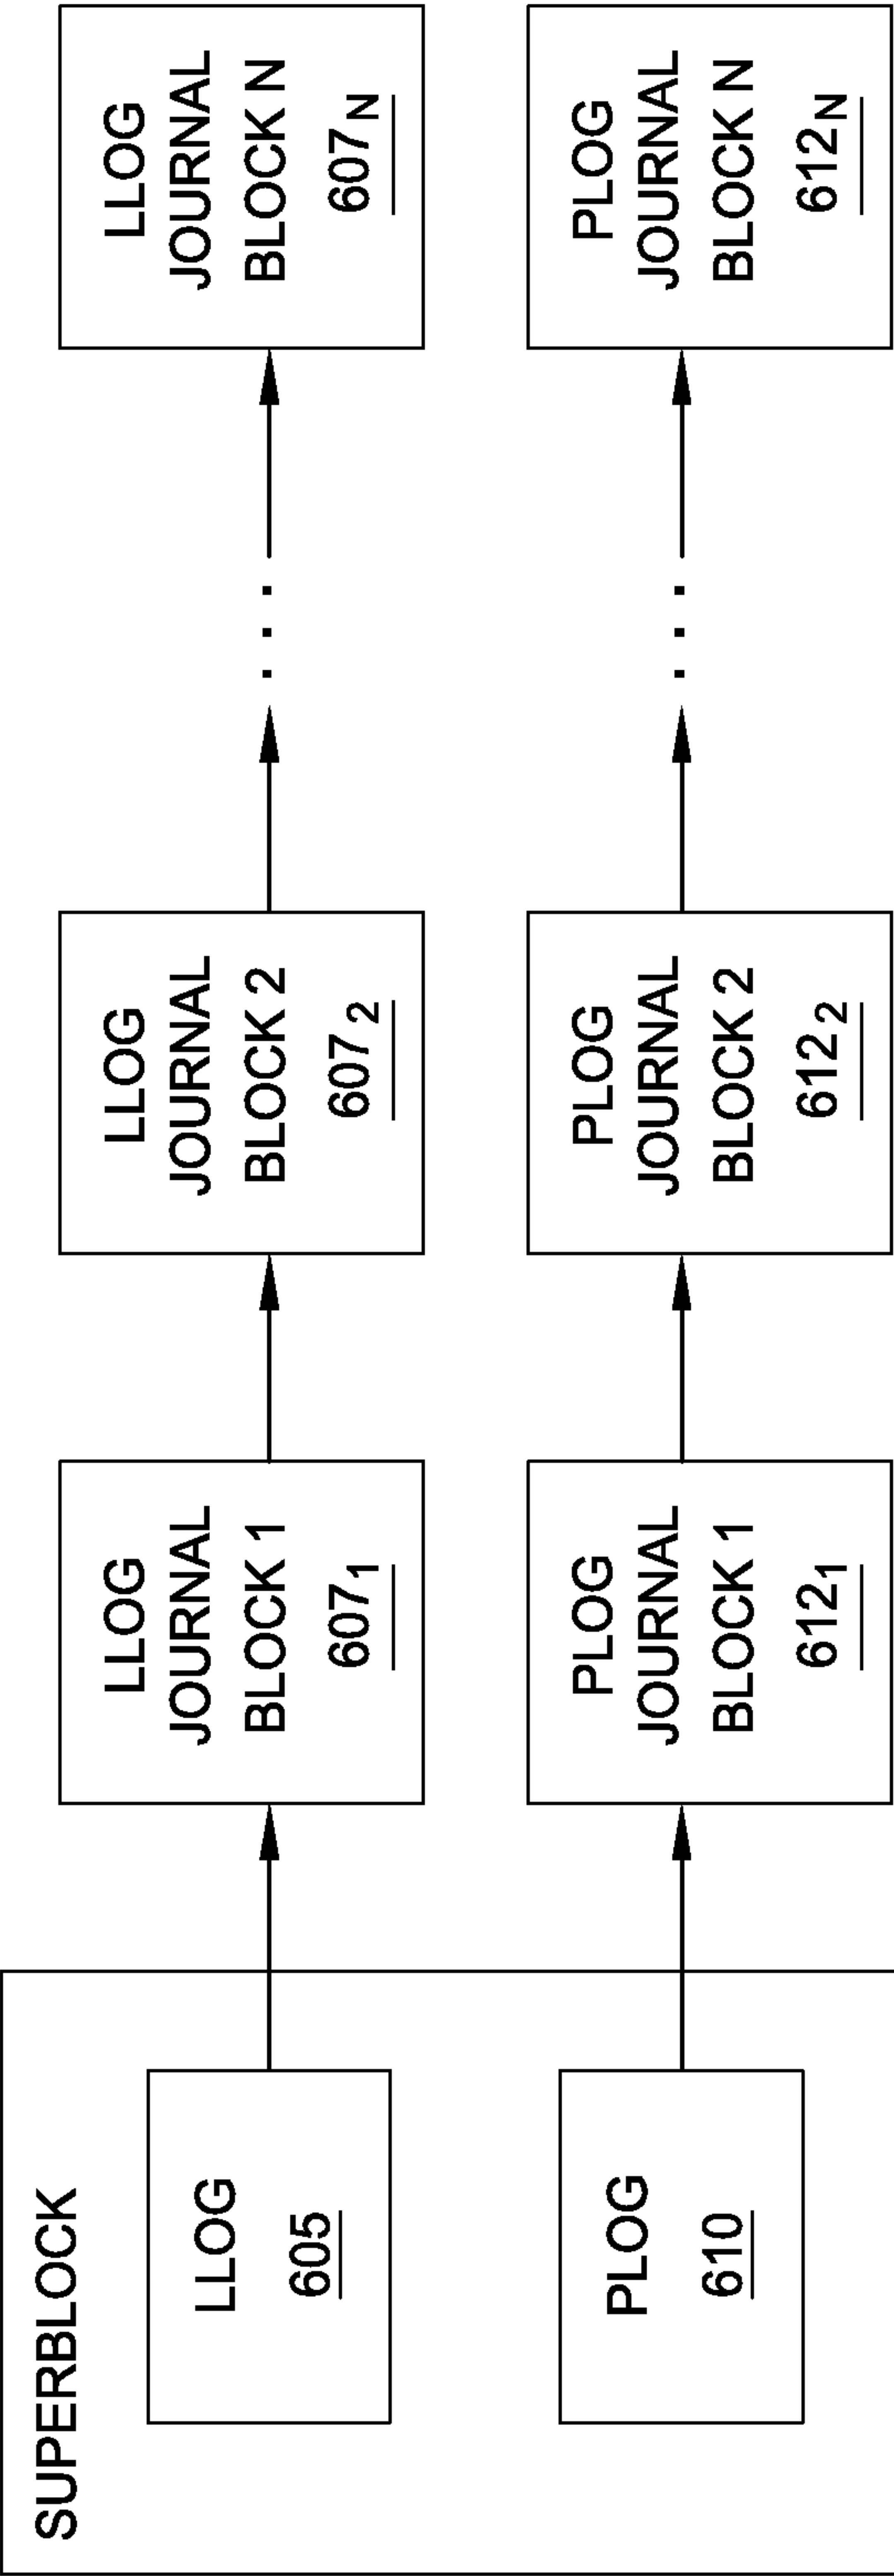 SUPERBLOCK
LLOG
605
LLOG
JOURNAL
BLOCK 1
607₁
LLOG
JOURNAL
BLOCK 2
607₂
...
LLOG
JOURNAL
BLOCK N
607N
PLOG
610
PLOG
JOURNAL
BLOCK 1
612₁
PLOG
JOURNAL
BLOCK 2
612₂
...
PLOG
JOURNAL
BLOCK N
612N